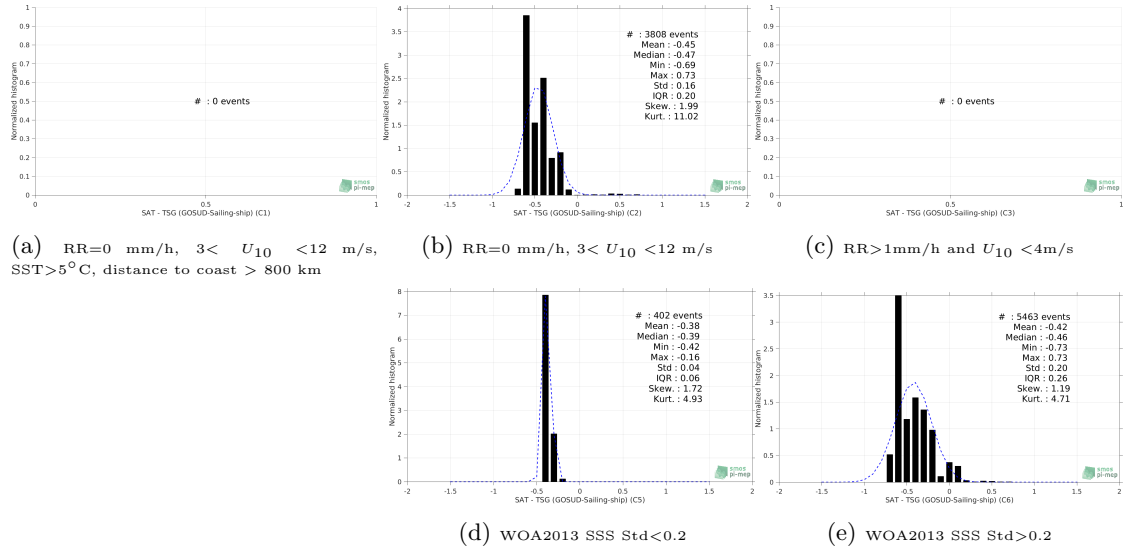 1
0.9
0.8
0.7
0.6
0.5
0.4
0.3
0.2
0.1
0
Normalized histogram
# : 0 events
smos
pi-mep
0 0.5 1
SAT - TSG (GOSUD-Sailing-ship) (C1)
(a) RR=0 mm/h, 3< U10 <12 m/s,
SST>5°C, distance to coast > 800 km
4
3.5
3
2.5
2
1.5
1
0.5
0
Normalized histogram
# : 3808 events
Mean : -0.45
Median : -0.47
Min : -0.69
Max : 0.73
Std : 0.16
IQR : 0.20
Skew. : 1.99
Kurt. : 11.02
smos
pi-mep
-2 -1.5 -1 -0.5 0 0.5 1 1.5 2
SAT - TSG (GOSUD-Sailing-ship) (C2)
(b) RR=0 mm/h, 3< U10 <12 m/s
1
0.9
0.8
0.7
0.6
0.5
0.4
0.3
0.2
0.1
0
Normalized histogram
# : 0 events
smos
pi-mep
0 0.5 1
SAT - TSG (GOSUD-Sailing-ship) (C3)
(c) RR>1mm/h and U10 <4m/s
8
7
6
5
4
3
2
1
0
Normalized histogram
# : 402 events
Mean : -0.38
Median : -0.39
Min : -0.42
Max : -0.16
Std : 0.04
IQR : 0.06
Skew. : 1.72
Kurt. : 4.93
smos
pi-mep
-2 -1.5 -1 -0.5 0 0.5 1 1.5 2
SAT - TSG (GOSUD-Sailing-ship) (C5)
(d) WOA2013 SSS Std<0.2
3.5
3
2.5
2
1.5
1
0.5
0
Normalized histogram
# : 5463 events
Mean : -0.42
Median : -0.46
Min : -0.73
Max : 0.73
Std : 0.20
IQR : 0.26
Skew. : 1.19
Kurt. : 4.71
smos
pi-mep
-2 -1.5 -1 -0.5 0 0.5 1 1.5 2
SAT - TSG (GOSUD-Sailing-ship) (C6)
(e) WOA2013 SSS Std>0.2